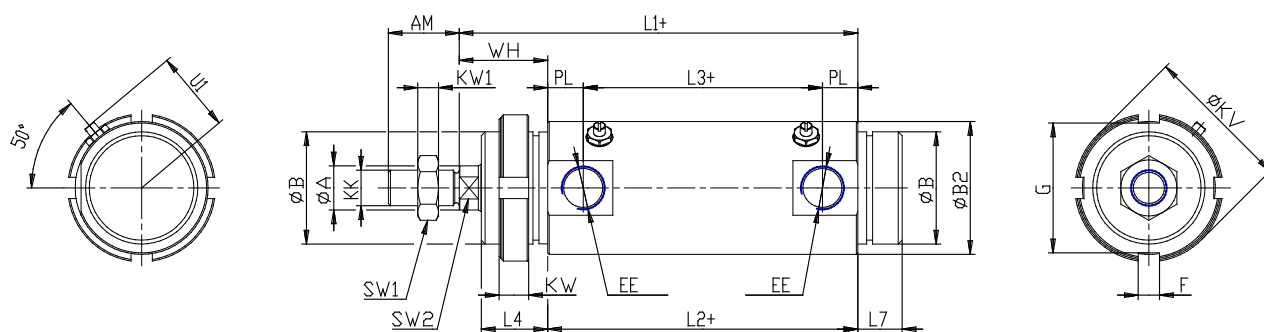 AM
L1+
WH
KW1
PL
L3+
PL
U1
50°
ØKV
ØB
ØA
KK
ØB
ØB2
G
SW1
SW2
KW
EE
EE
F
L4
L2+
L7